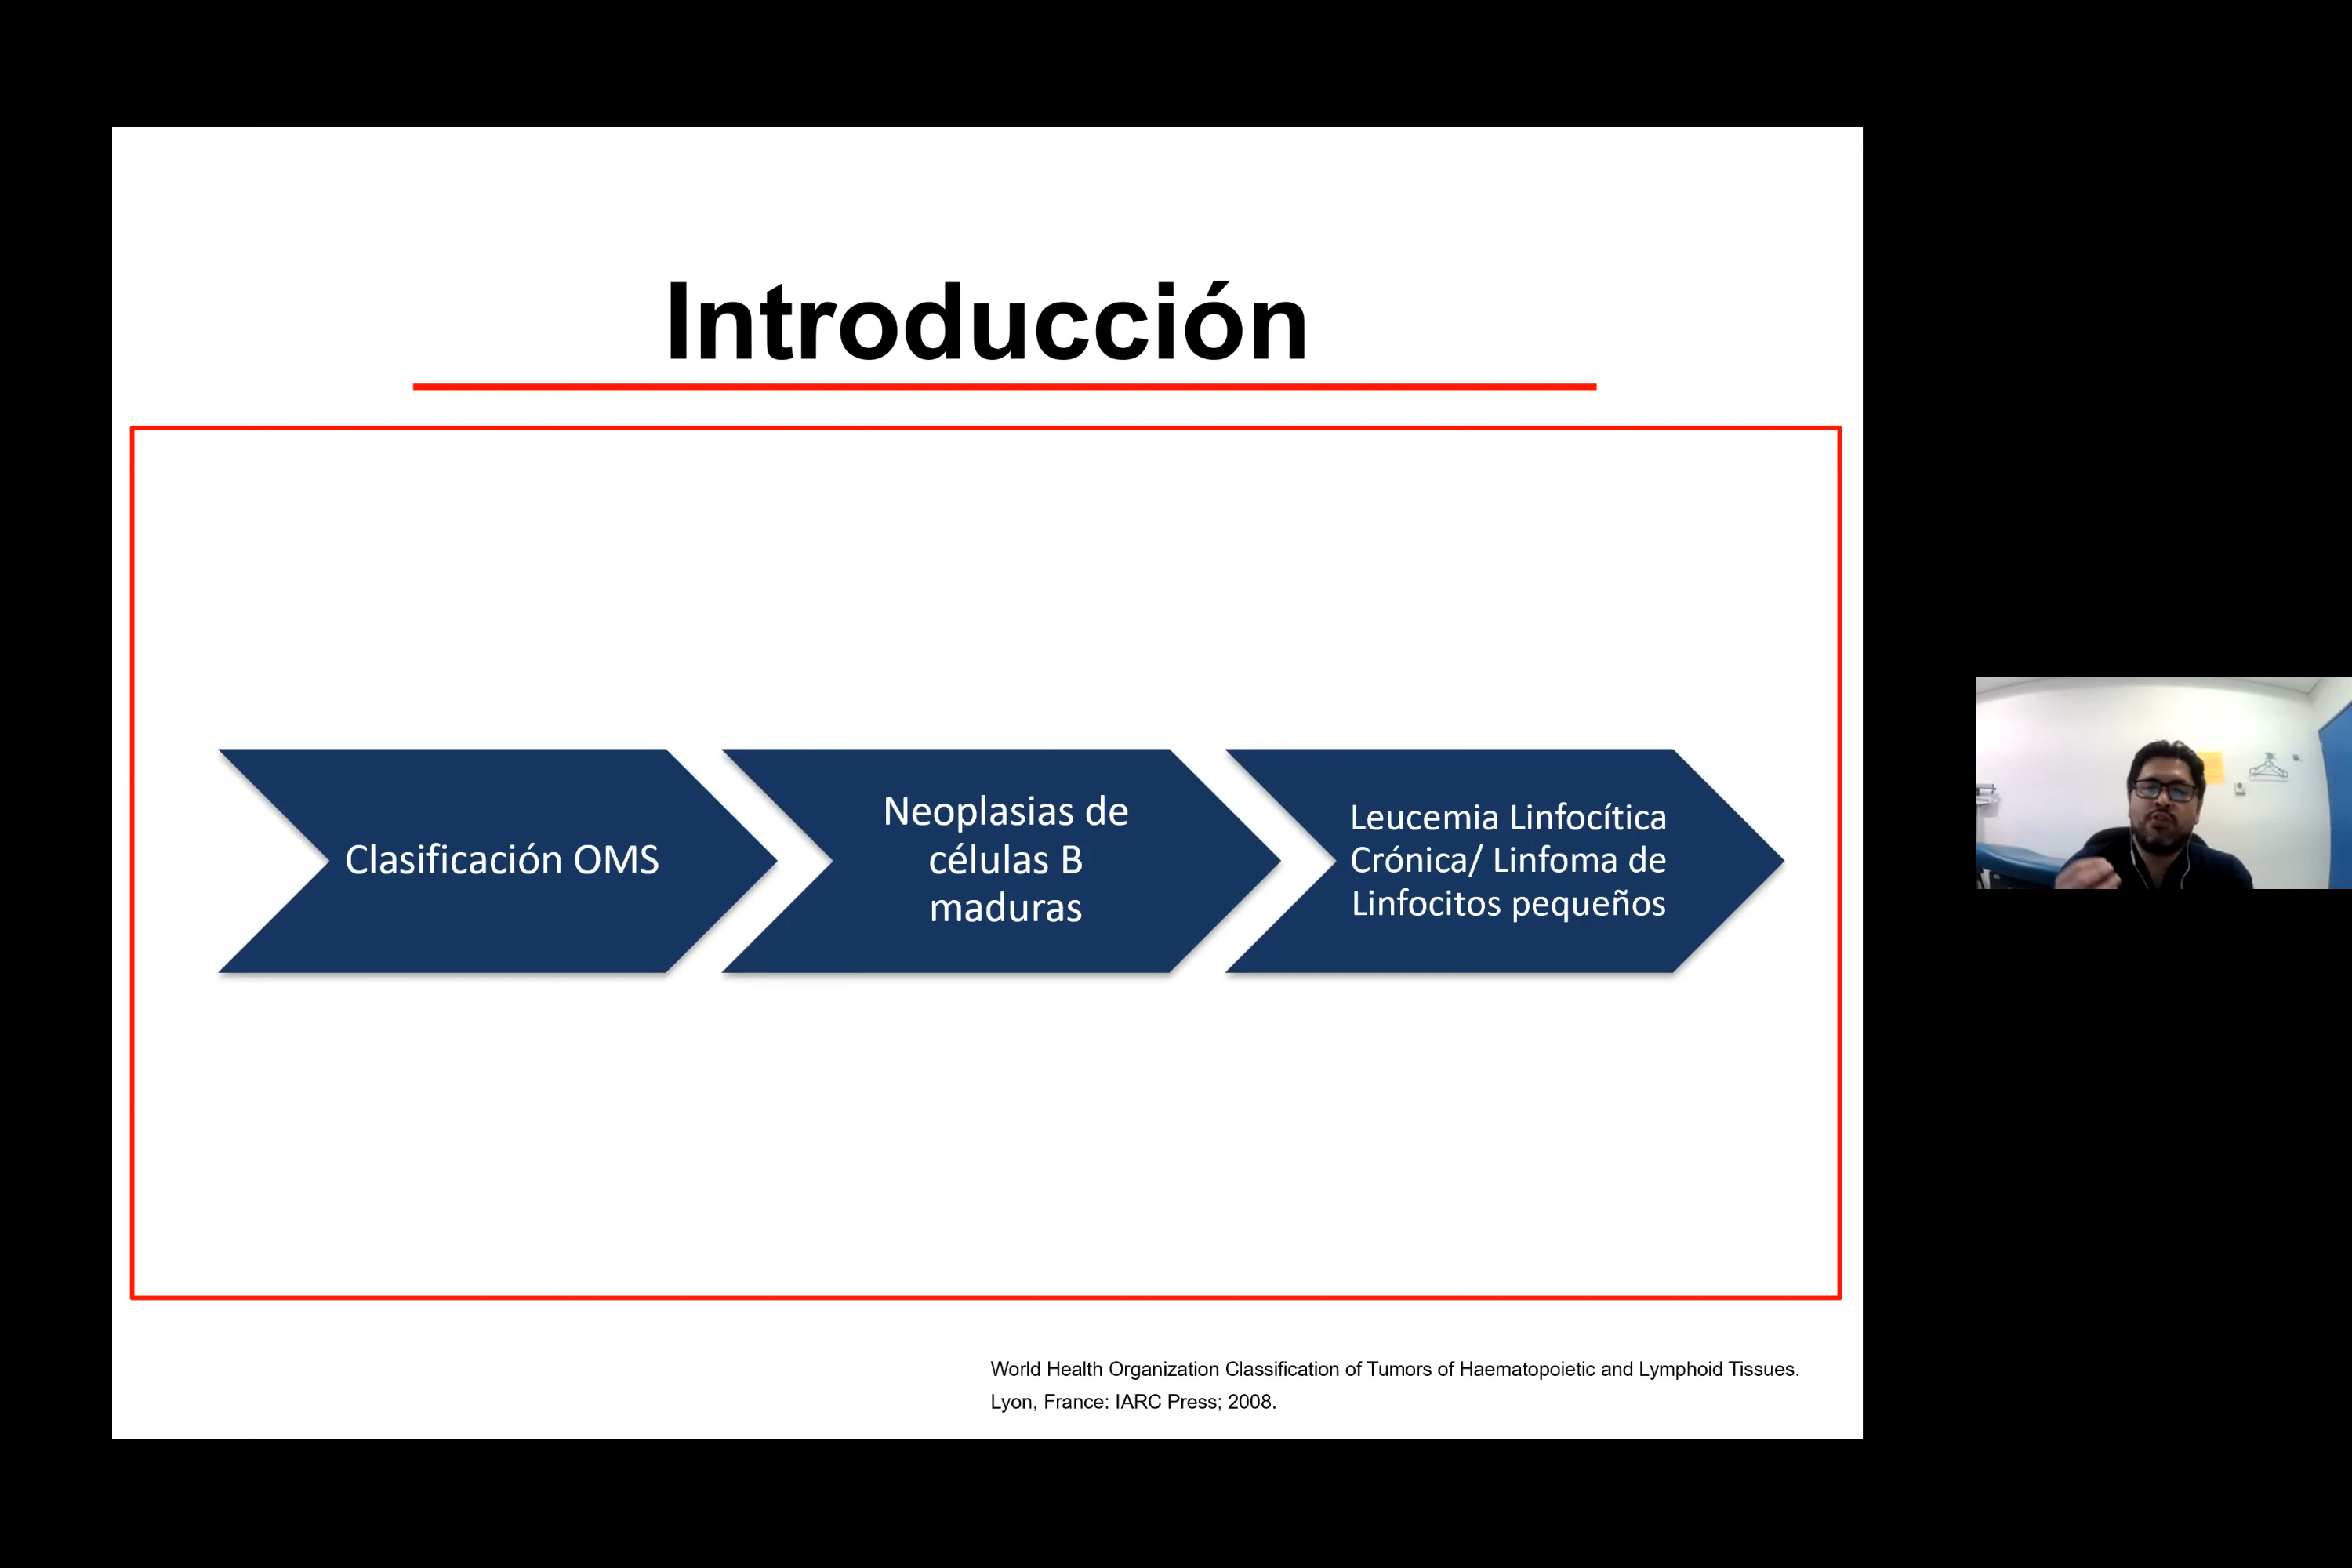 Introducción
Clasificación OMS
Neoplasias de
células B
maduras
Leucemia Linfocítica
Crónica/ Linfoma de
Linfocitos pequeños
World Health Organization Classification of Tumors of Haematopoietic and Lymphoid Tissues.
Lyon, France: IARC Press; 2008.